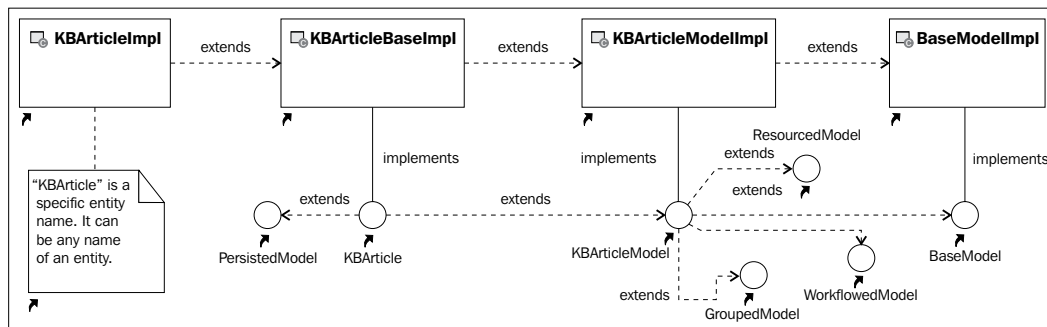 KBArticleImpl
extends
KBArticleBaseImpl
extends
KBArticleModelImpl
extends
BaseModelImpl
implements
implements
ResourcedModel
extends
implements
"KBArticle" is a
specific entity
name. It can
be any name
of an entity.
extends
extends
extends
PersistedModel
KBArticle
KBArticleModel
BaseModel
WorkflowedModel
extends
GroupedModel